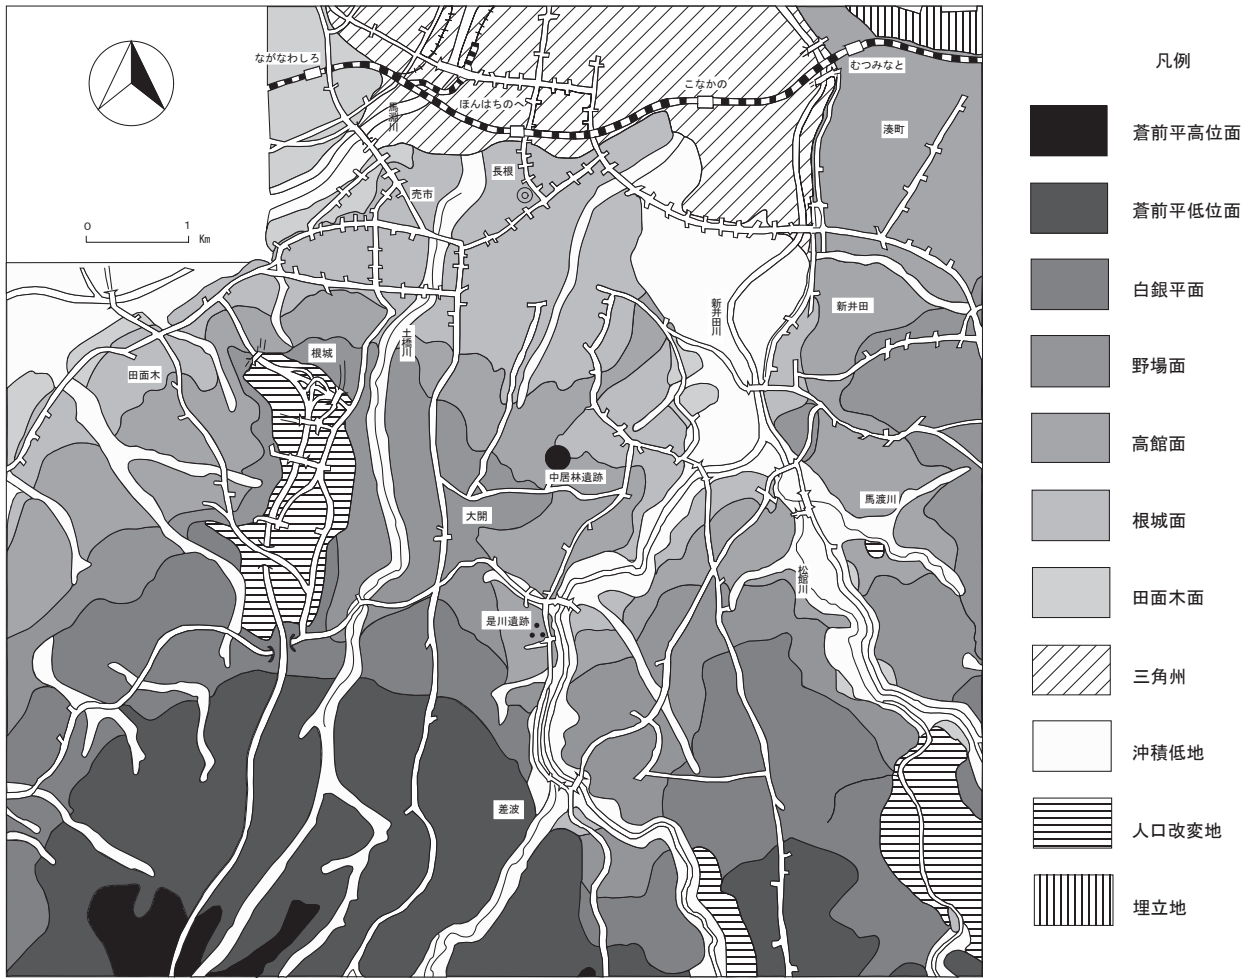 ながなわしろ
馬淵川
ほんはちのへ
こなかの
むつみなと
湊町
長根
売市
0 1
Km
新井田川
新井田
土橋川
根城
田面木
中居林遺跡
大開
馬渡川
松館川
是川遺跡
差波
凡例
蒼前平高位面
蒼前平低位面
白銀平面
野場面
高館面
根城面
田面木面
三角州
沖積低地
人口改変地
埋立地